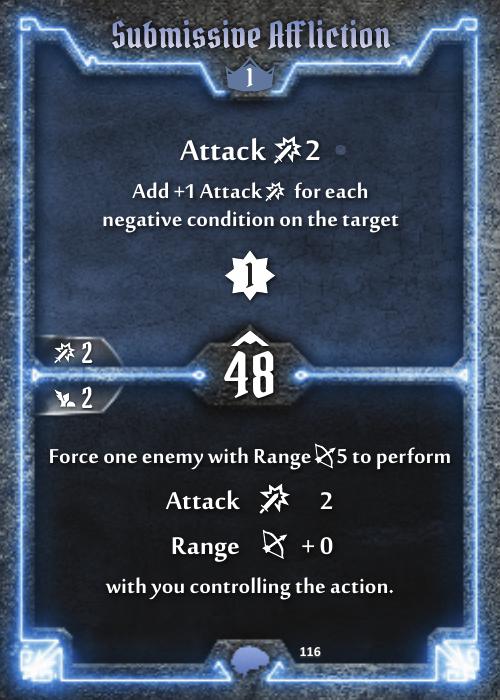 Submissive Affliction
1
Attack 2
Add +1 Attack for each
negative condition on the target
1
2
48
2
Force one enemy with Range 5 to perform
Attack 2
Range + 0
with you controlling the action.
116